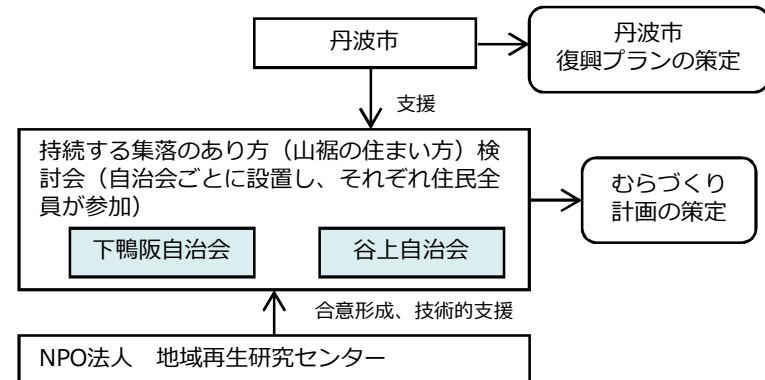 丹波市
丹波市
復興プランの策定
支援
持続する集落のあり方（山裾の住まい方）検
討会（自治会ごとに設置し、それぞれ住民全
員が参加）
下鴨阪自治会
谷上自治会
むらづくり
計画の策定
合意形成、技術的支援
NPO法人　地域再生研究センター